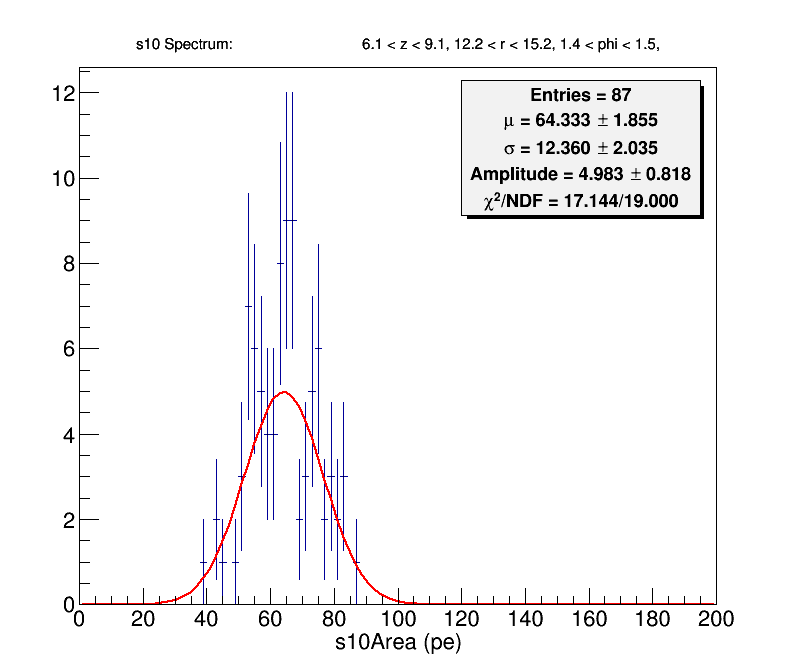 s10 Spectrum: 6.1 < z < 9.1, 12.2 < r < 15.2, 1.4 < phi < 1.5,
Entries = 87
μ = 64.333 ± 1.855
σ = 12.360 ± 2.035
Amplitude = 4.983 ± 0.818
χ²/NDF = 17.144/19.000
12
10
8
6
4
2
0
0 20 40 60 80 100 120 140 160 180 200
s10Area (pe)